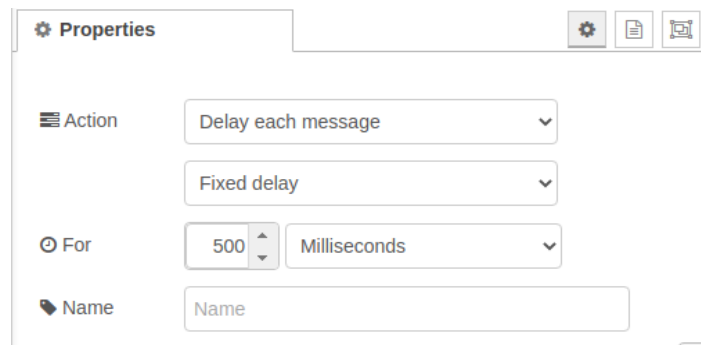 Properties
Action
Delay each message
Fixed delay
For
500
Milliseconds
Name
Name